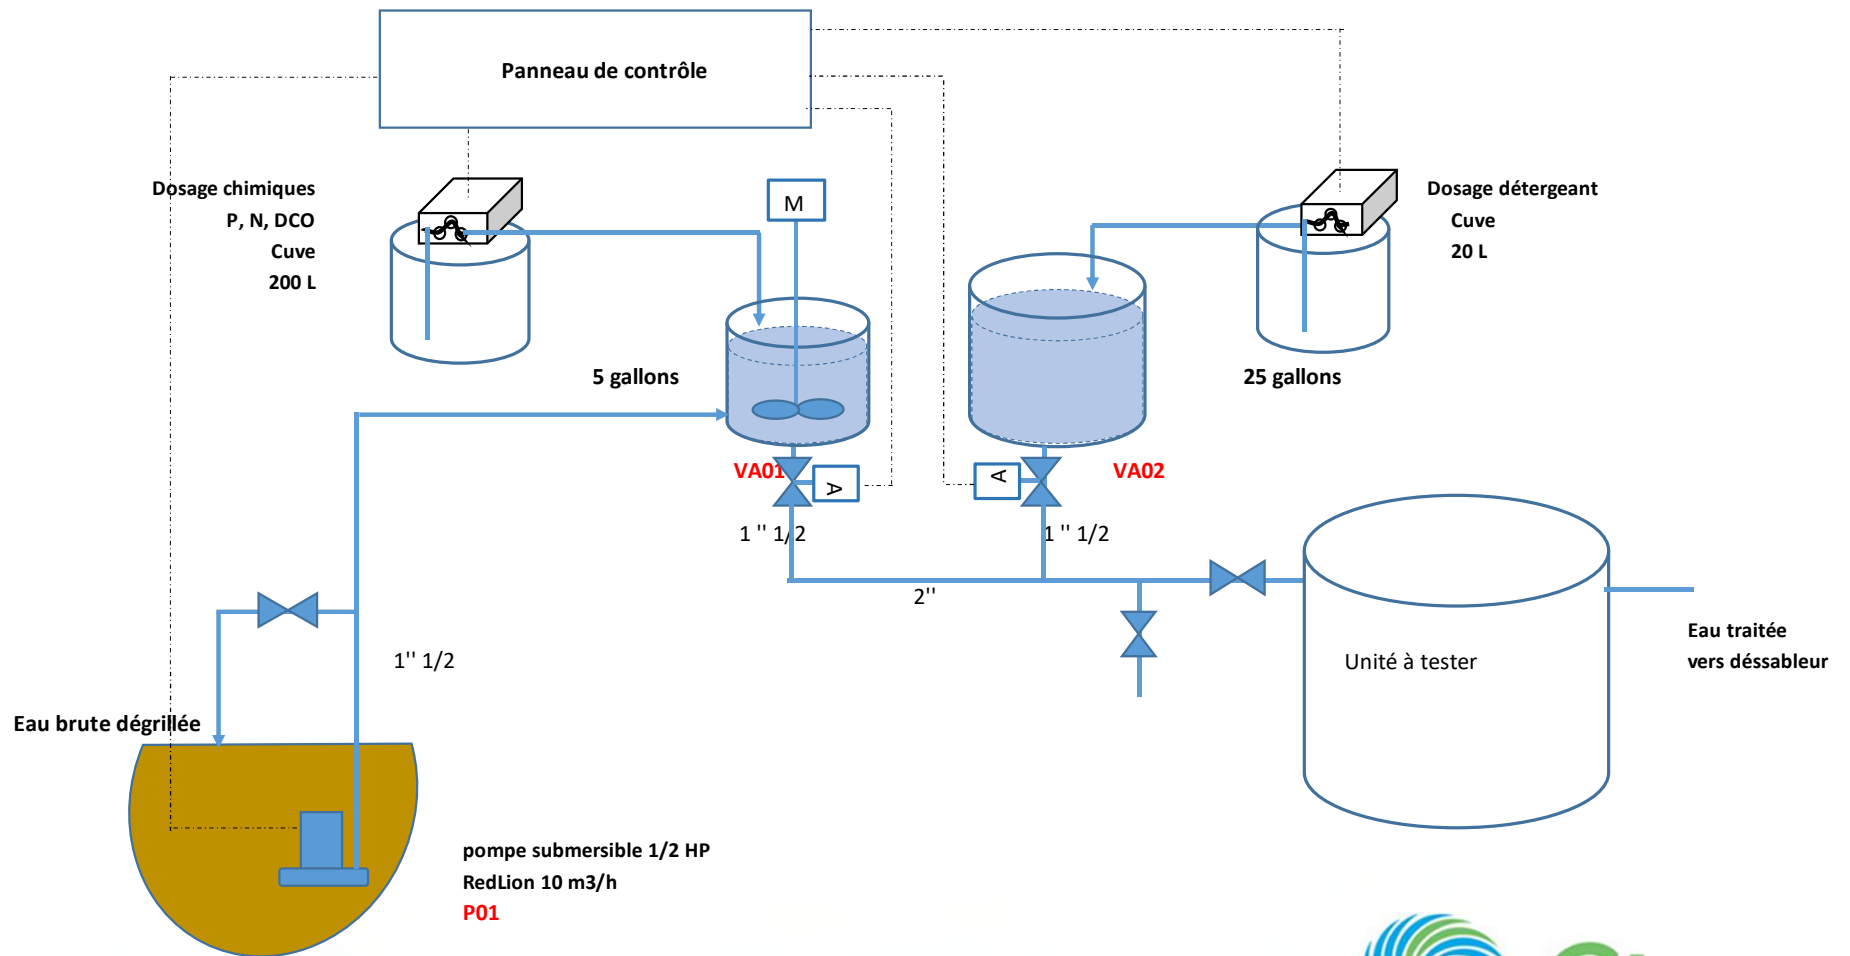 Panneau de contrôle
Dosage chimiques
P, N, DCO
Cuve
200 L
M
Dosage détergeant
Cuve
20 L
5 gallons
25 gallons
VA01
A
A
VA02
1 '' 1/2
1 '' 1/2
2''
1'' 1/2
Unité à tester
Eau traitée
vers déssableur
Eau brute dégrillée
pompe submersible 1/2 HP
RedLion 10 m3/h
P01